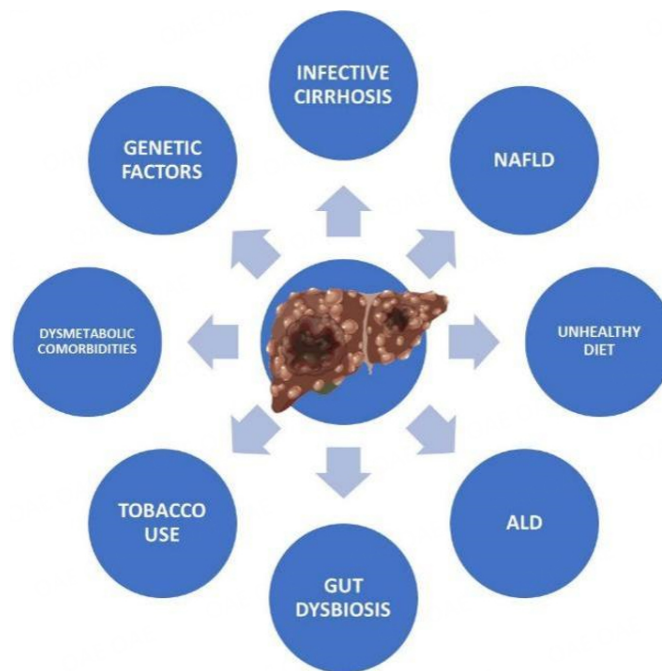 INFECTIVE
CIRRHOSIS
NAFLD
UNHEALTHY
DIET
ALD
GUT
DYSBIOSIS
TOBACCO
USE
DYSMETABOLIC
COMORBIDITIES
GENETIC
FACTORS